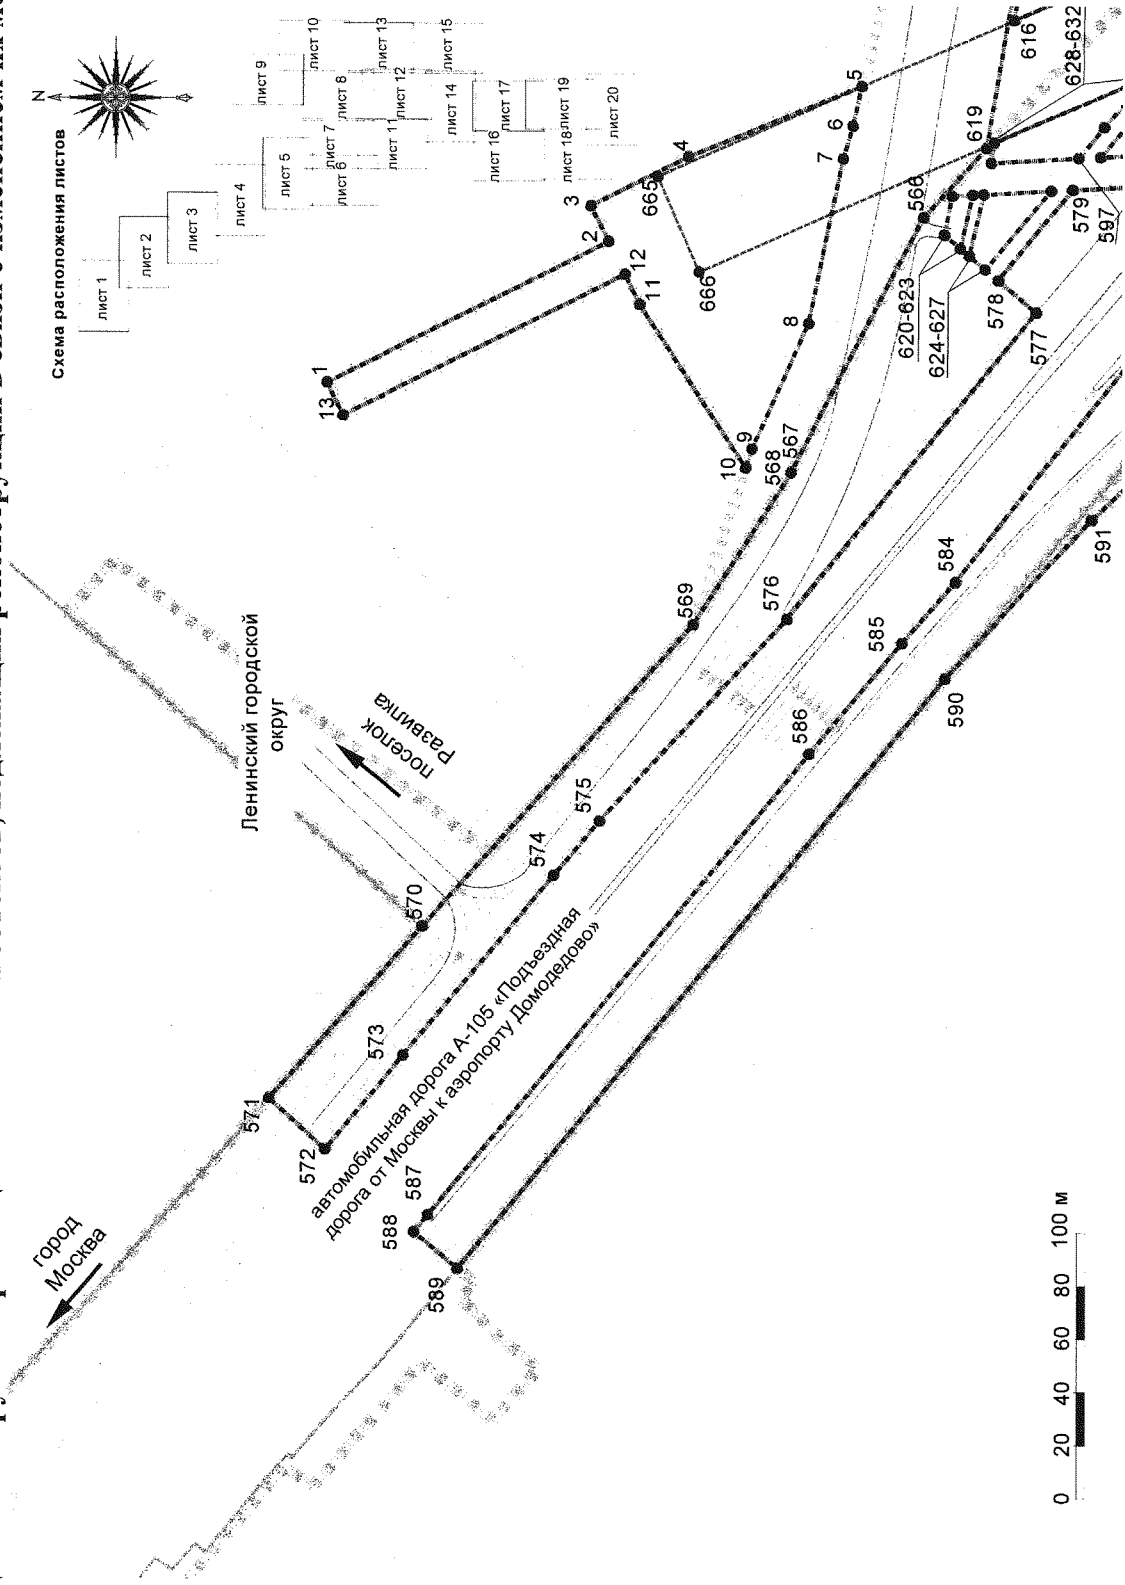 Схема расположения листов
N
лист 1
лист 2
лист 3
лист 4
лист 5
лист 6
лист 7
лист 8
лист 9
лист 10
лист 11
лист 12
лист 13
лист 14
лист 15
лист 16
лист 17
лист 18
лист 19
лист 20
город
Москва
Ленинский городской
округ
поселок
Развилка
автомобильная дорога А-105 «Подъездная
дорога от Москвы к аэропорту Домодедово»
1
2
3
4
5
6
7
8
9
10
11
12
13
566
567
568
569
570
571
572
573
574
575
576
577
578
579
584
585
586
587
588
589
590
591
597
616
619
620-623
624-627
628-632
665
666
0 20 40 60 80 100 м